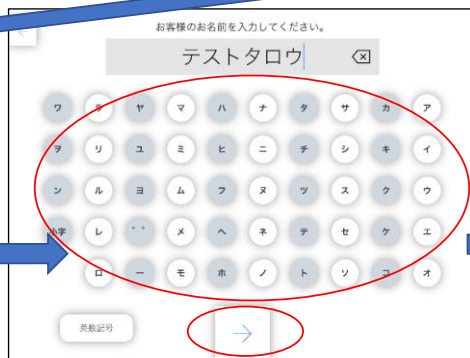 お客様のお名前を入力してください。
テストタロウ
ワ ラ ヤ マ ハ ナ タ サ カ ア
ヲ リ ユ ミ ヒ ニ チ シ キ イ
ン ル ヨ ム フ ヌ ツ ス ク ウ
小字 レ ゛゜ メ ヘ ネ テ セ ケ エ
ロ ー モ ホ ノ ト ソ コ オ
英数記号